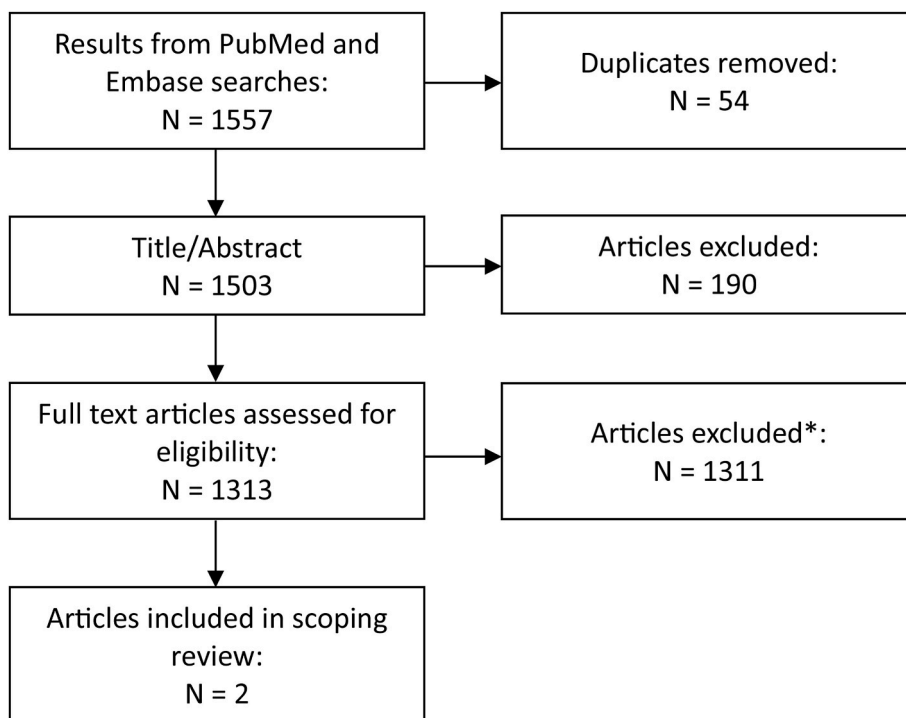 Results from PubMed and
Embase searches:
N = 1557
Duplicates removed:
N = 54
Title/Abstract
N = 1503
Articles excluded:
N = 190
Full text articles assessed for
eligibility:
N = 1313
Articles excluded*:
N = 1311
Articles included in scoping
review:
N = 2